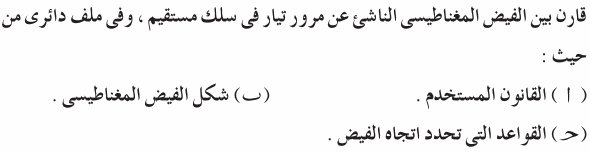 قارن بين الفيض المغناطيسى الناشئ عن مرور تيار فى سلك مستقيم ، وفى ملف دائرى من
حيث :
( ا ) القانون المستخدم . (ب) شكل الفيض المغناطيسى .
(حـ) القواعد التى تحدد اتجاه الفيض .